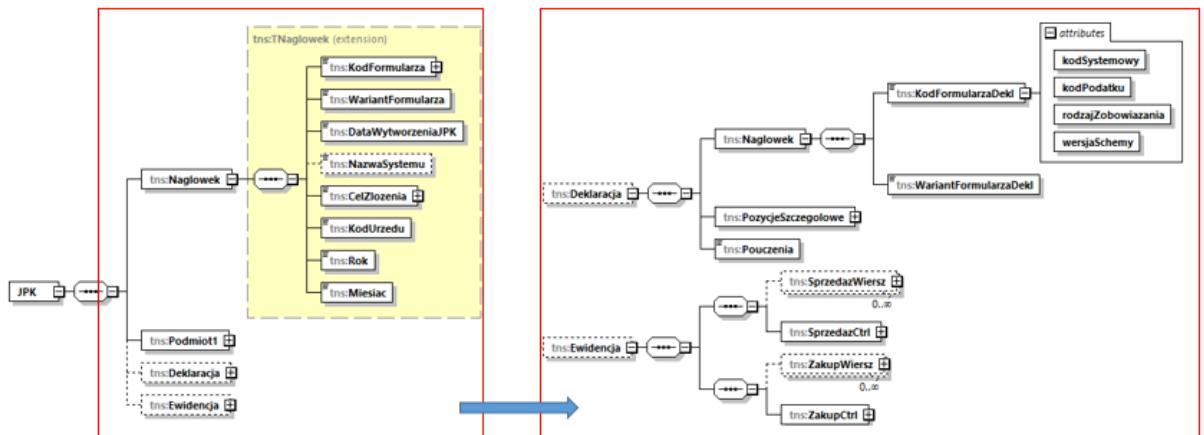 tns:TNaglowek (extension)
tns:KodFormularza
tns:WariantFormularza
tns:DataWytworzeniaJPK
tns:NazwaSystemu
tns:CelZlozenia
tns:KodUrzedu
tns:Rok
tns:Miesiac
tns:Naglowek
JPK
tns:Podmiot1
tns:Deklaracja
tns:Ewidencja
attributes
kodSystemowy
kodPodatku
rodzajZobowiazania
wersjaSchemy
tns:KodFormularzaDekl
tns:Naglowek
tns:WariantFormularzaDekl
tns:Deklaracja
tns:PozycjeSzczegolowe
tns:Pouczenia
tns:SprzedazWiersz
0..∞
tns:SprzedazCtrl
tns:Ewidencja
tns:ZakupWiersz
0..∞
tns:ZakupCtrl